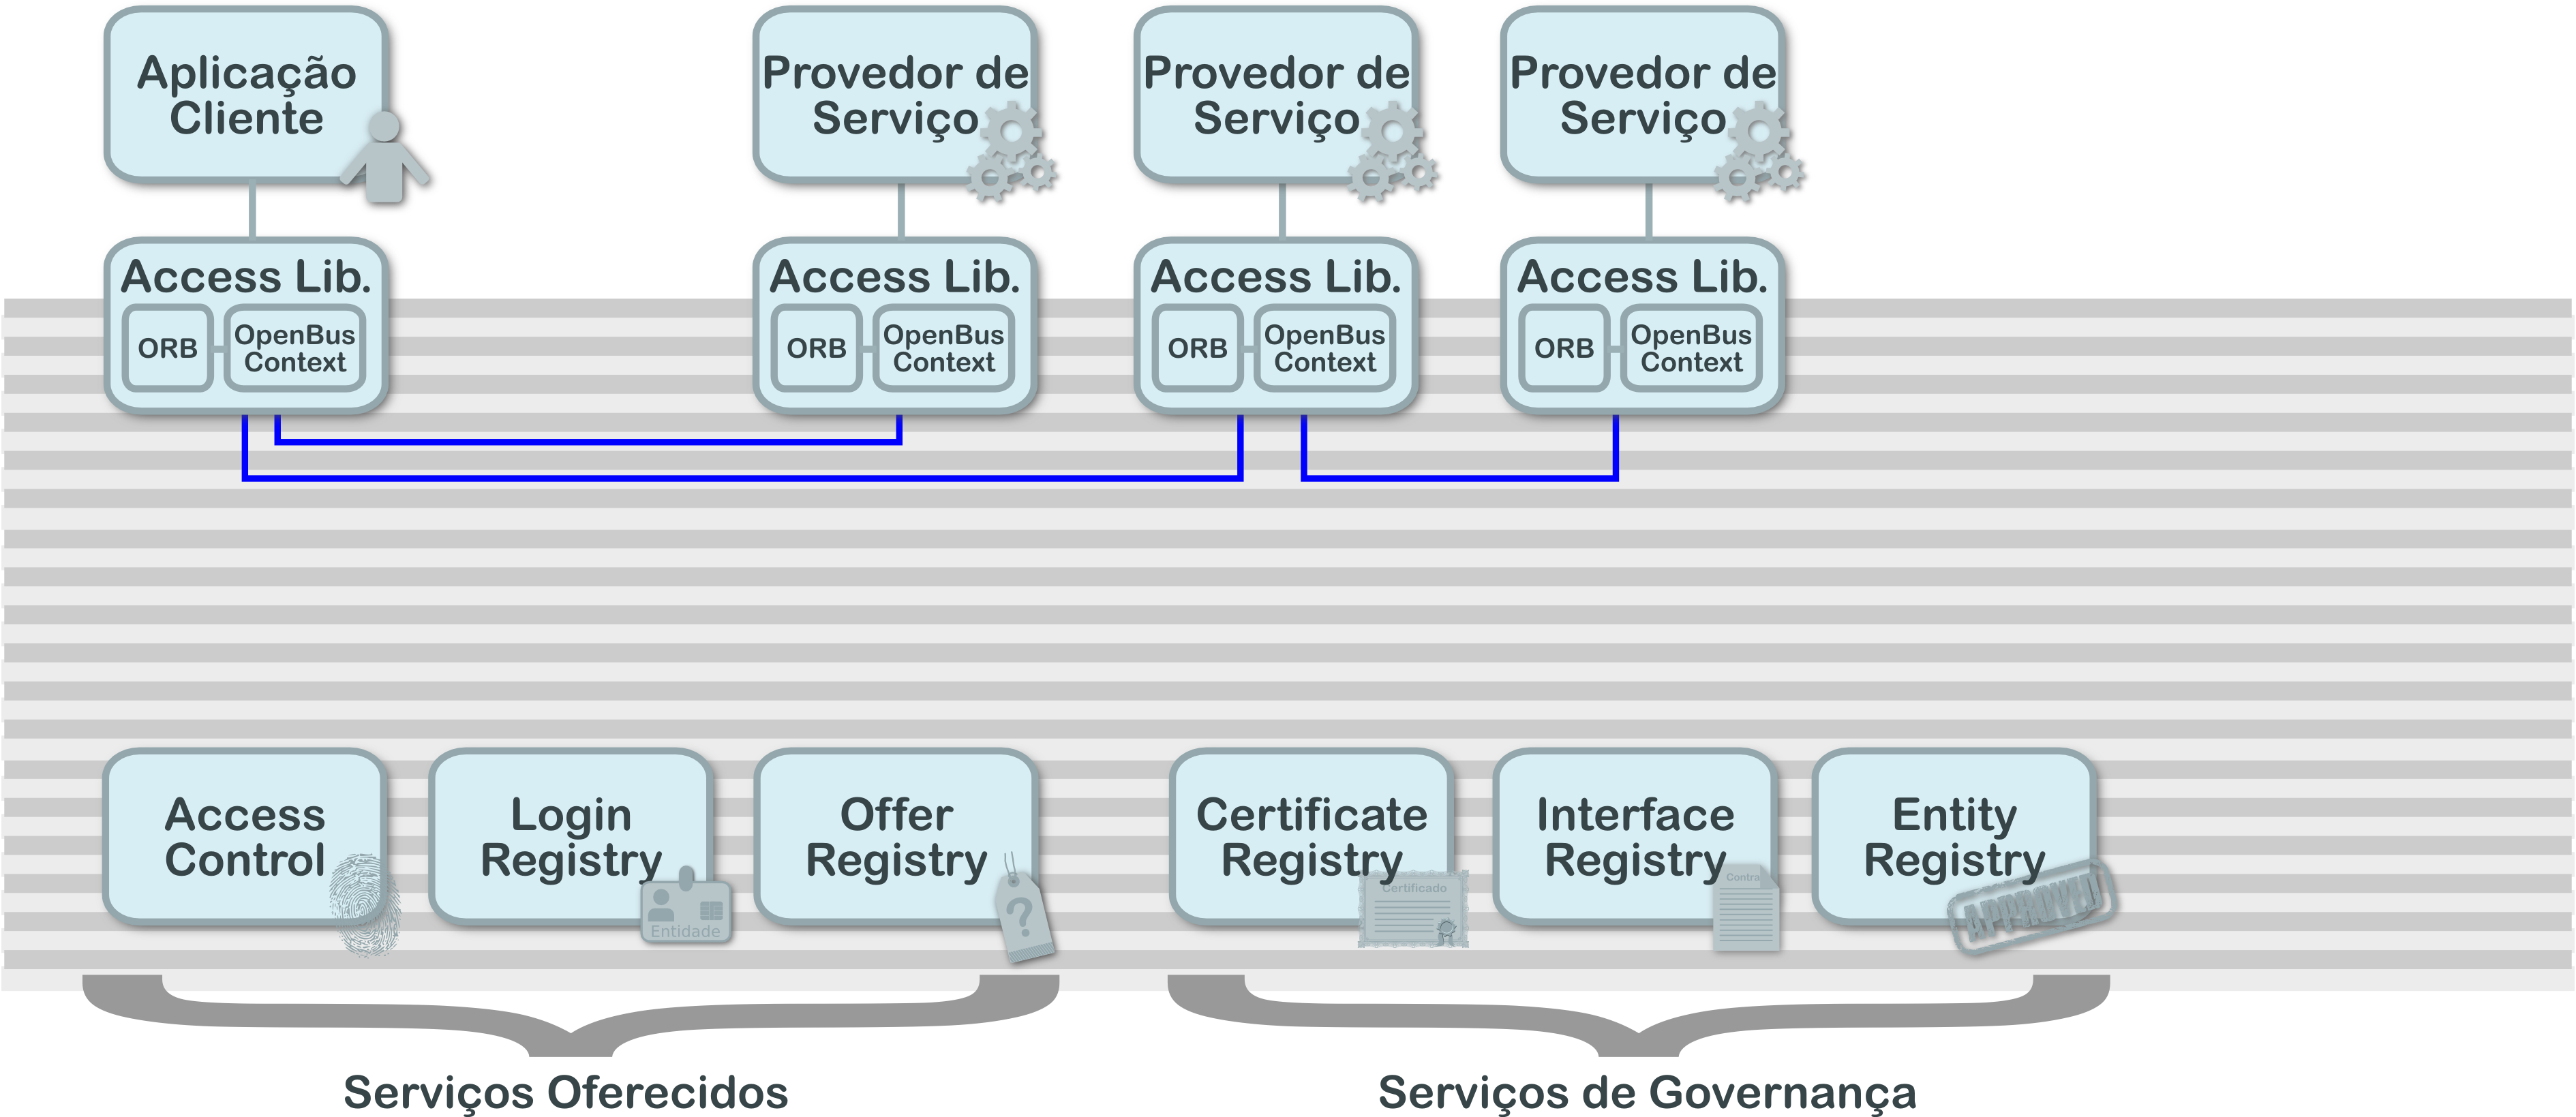 Aplicação
Cliente
Provedor de
Serviço
Provedor de
Serviço
Provedor de
Serviço
Access Lib.
ORB
OpenBus
Context
Access Lib.
ORB
OpenBus
Context
Access Lib.
ORB
OpenBus
Context
Access Lib.
ORB
OpenBus
Context
Access
Control
Login
Registry
Entidade
Offer
Registry
?
Certificate
Registry
Certificado
Interface
Registry
Contra
Entity
Registry
APPROVED
Serviços Oferecidos
Serviços de Governança